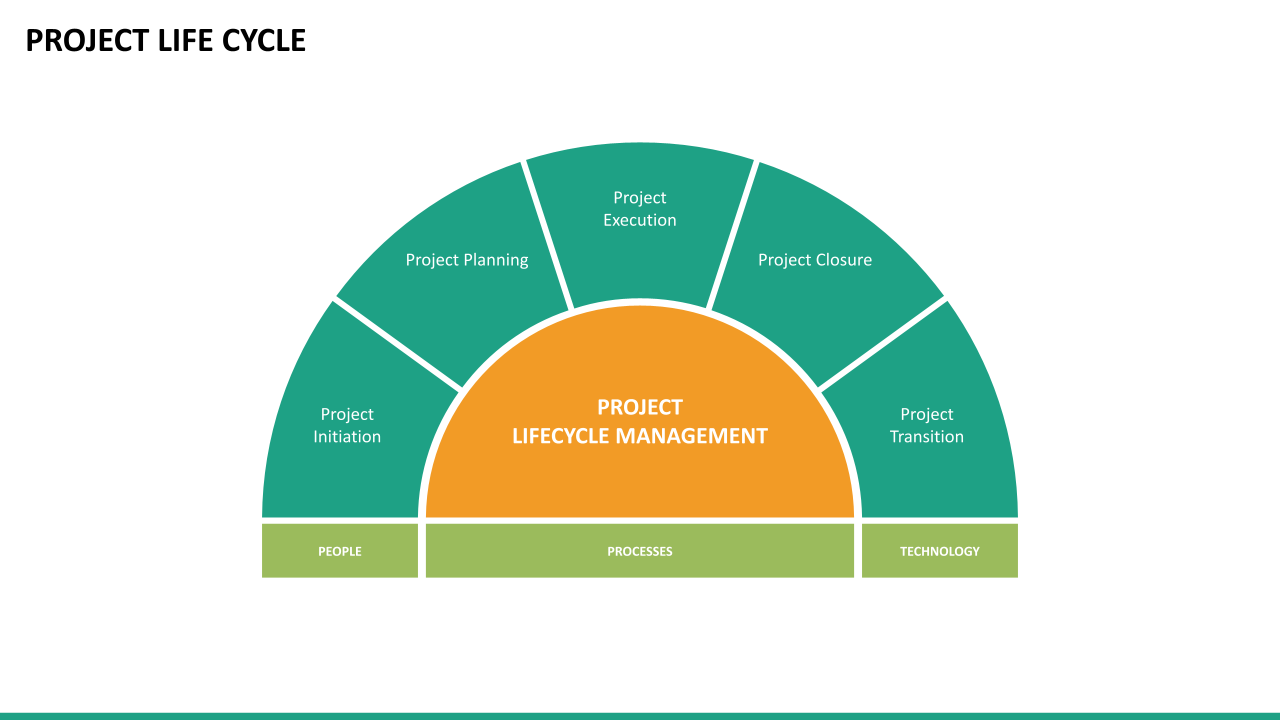 PROJECT LIFE CYCLE
Project
Execution
Project Planning
Project Closure
Project
Initiation
PROJECT
LIFECYCLE MANAGEMENT
Project
Transition
PEOPLE
PROCESSES
TECHNOLOGY